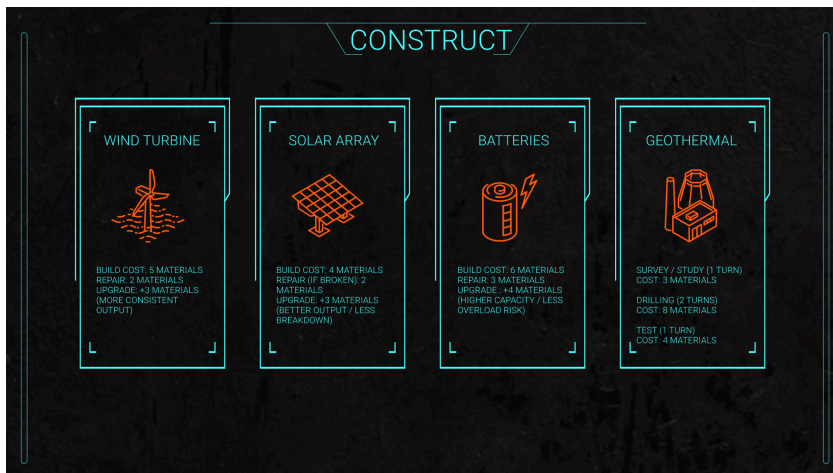 CONSTRUCT
WIND TURBINE
BUILD COST: 5 MATERIALS
REPAIR: 2 MATERIALS
UPGRADE: +3 MATERIALS
(MORE CONSISTENT
OUTPUT)
SOLAR ARRAY
BUILD COST: 4 MATERIALS
REPAIR (IF BROKEN): 2
MATERIALS
UPGRADE: +3 MATERIALS
(BETTER OUTPUT / LESS
BREAKDOWN)
BATTERIES
BUILD COST: 6 MATERIALS
REPAIR: 3 MATERIALS
UPGRADE : +4 MATERIALS
(HIGHER CAPACITY / LESS
OVERLOAD RISK)
GEOTHERMAL
SURVEY / STUDY (1 TURN)
COST: 3 MATERIALS
DRILLING (2 TURNS)
COST: 8 MATERIALS
TEST (1 TURN)
COST: 4 MATERIALS